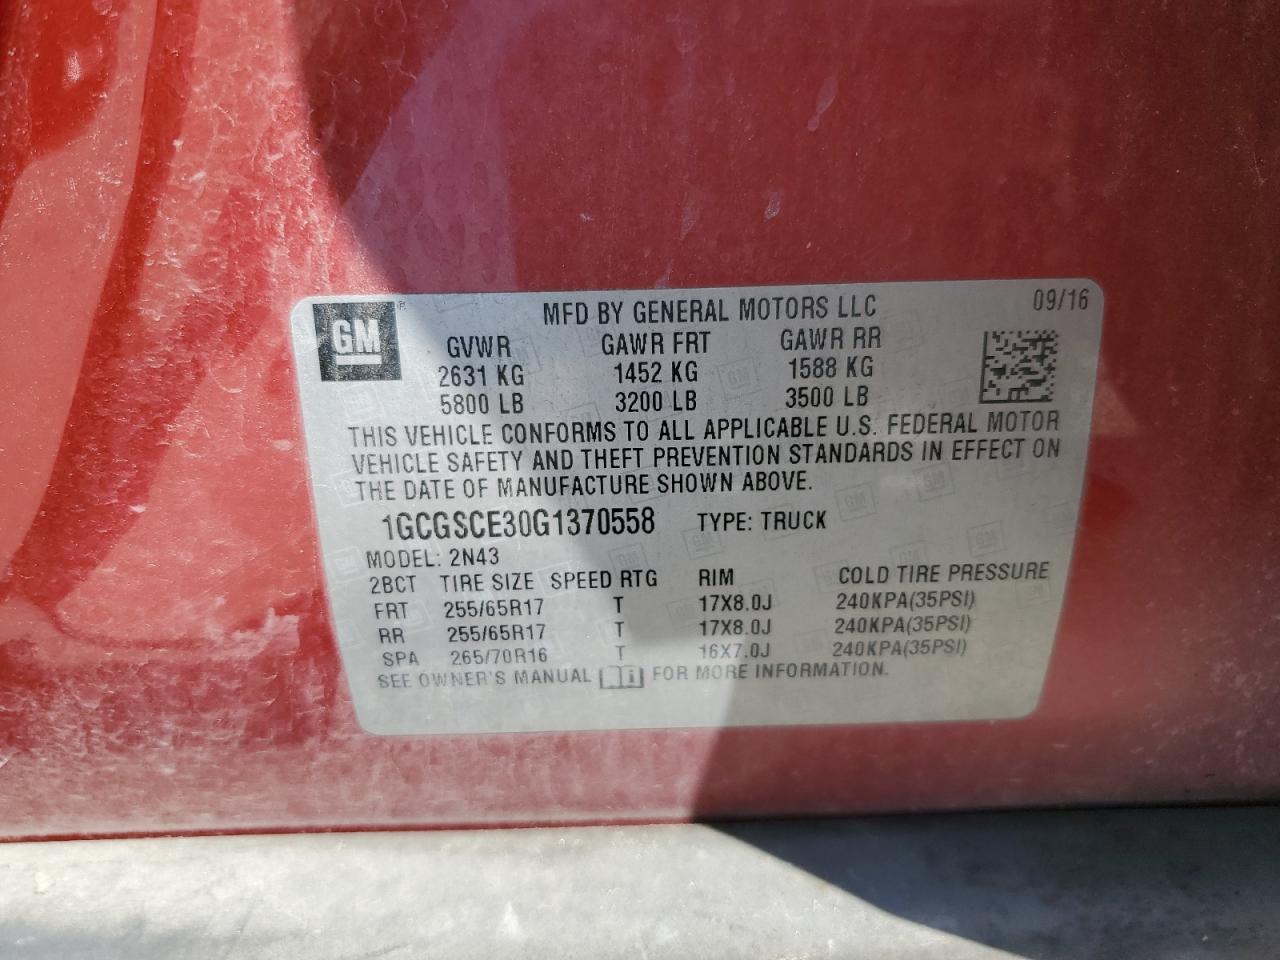 GM ® MFD BY GENERAL MOTORS LLC 09/16
GVWR GAWR FRT GAWR RR
2631 KG 1452 KG 1588 KG
5800 LB 3200 LB 3500 LB
THIS VEHICLE CONFORMS TO ALL APPLICABLE U.S. FEDERAL MOTOR
VEHICLE SAFETY AND THEFT PREVENTION STANDARDS IN EFFECT ON
THE DATE OF MANUFACTURE SHOWN ABOVE.
1GCGSCE30G1370558 TYPE: TRUCK
MODEL: 2N43
2BCT TIRE SIZE SPEED RTG RIM COLD TIRE PRESSURE
FRT 255/65R17 T 17X8.0J 240KPA(35PSI)
RR 255/65R17 T 17X8.0J 240KPA(35PSI)
SPA 265/70R16 T 16X7.0J 240KPA(35PSI)
SEE OWNER'S MANUAL FOR MORE INFORMATION.